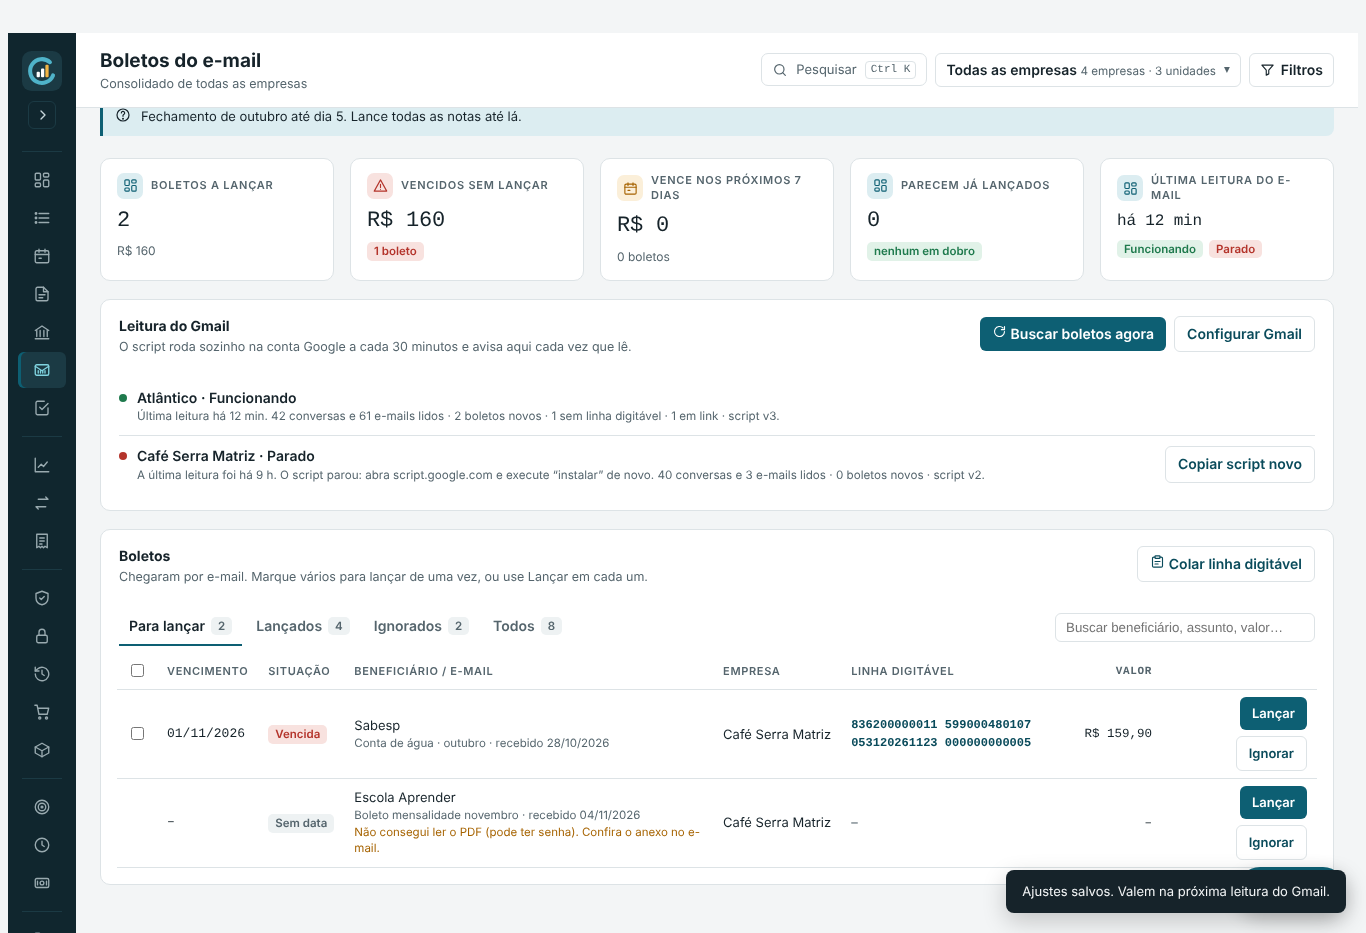 Boletos do e-mail
Consolidado de todas as empresas
Pesquisar Ctrl K
Todas as empresas 4 empresas · 3 unidades ▼
Filtros
Fechamento de outubro até dia 5. Lance todas as notas até lá.
BOLETOS A LANÇAR
2
R$ 160
VENCIDOS SEM LANÇAR
R$ 160
1 boleto
VENCE NOS PRÓXIMOS 7
DIAS
R$ 0
0 boletos
PARECEM JÁ LANÇADOS
0
nenhum em dobro
ÚLTIMA LEITURA DO E-
MAIL
há 12 min
Funcionando Parado
Leitura do Gmail
O script roda sozinho na conta Google a cada 30 minutos e avisa aqui cada vez que lê.
Buscar boletos agora
Configurar Gmail
Atlântico · Funcionando
Última leitura há 12 min. 42 conversas e 61 e-mails lidos · 2 boletos novos · 1 sem linha digitável · 1 em link · script v3.
Café Serra Matriz · Parado
A última leitura foi há 9 h. O script parou: abra script.google.com e execute “instalar” de novo. 40 conversas e 3 e-mails lidos · 0 boletos novos · script v2.
Copiar script novo
Boletos
Chegaram por e-mail. Marque vários para lançar de uma vez, ou use Lançar em cada um.
Colar linha digitável
Para lançar 2 Lançados 4 Ignorados 2 Todos 8
Buscar beneficiário, assunto, valor…
VENCIMENTO SITUAÇÃO BENEFICIÁRIO / E-MAIL EMPRESA LINHA DIGITÁVEL VALOR
01/11/2026
Vencida
Sabesp
Conta de água · outubro · recebido 28/10/2026
Café Serra Matriz
836200000011 599000480107
053120261123 000000000005
R$ 159,90
Lançar
Ignorar
–
Sem data
Escola Aprender
Boleto mensalidade novembro · recebido 04/11/2026
Não consegui ler o PDF (pode ter senha). Confira o anexo no e-
mail.
Café Serra Matriz
–
–
Lançar
Ignorar
Ajustes salvos. Valem na próxima leitura do Gmail.